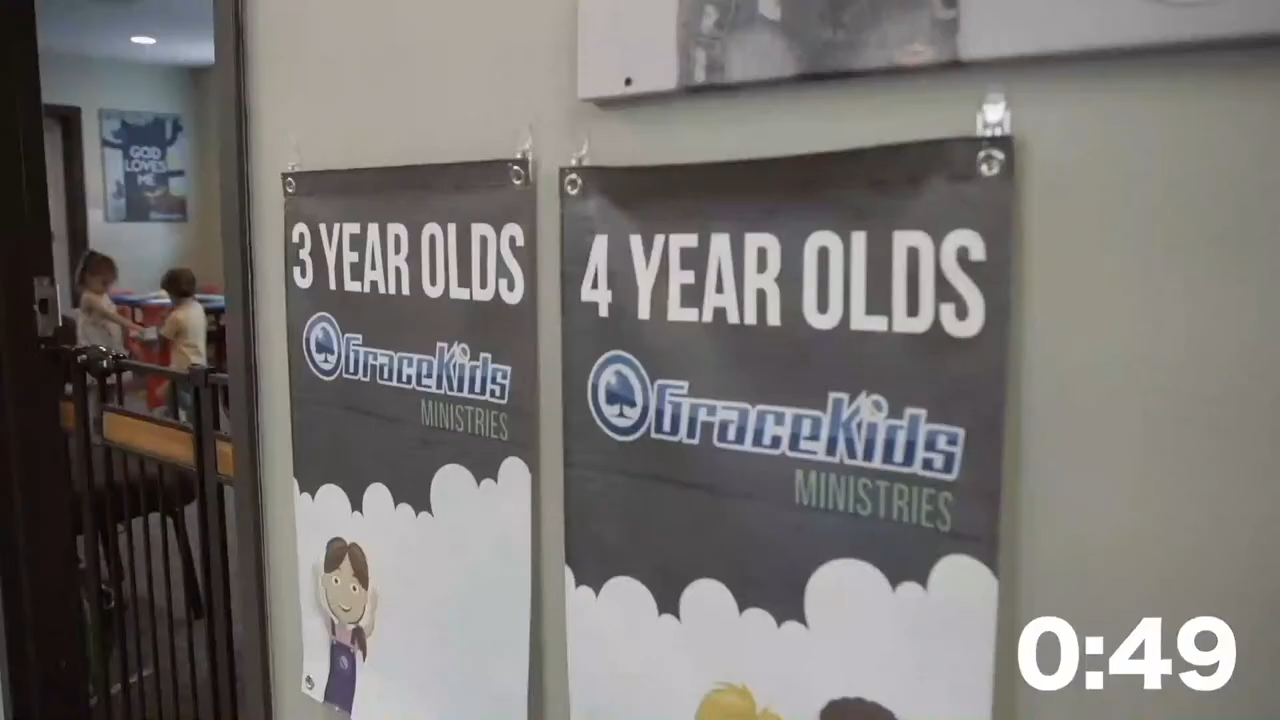 GOD
LOVES
ME
3 YEAR OLDS
GraceKids
MINISTRIES
4 YEAR OLDS
GraceKids
MINISTRIES
0:49